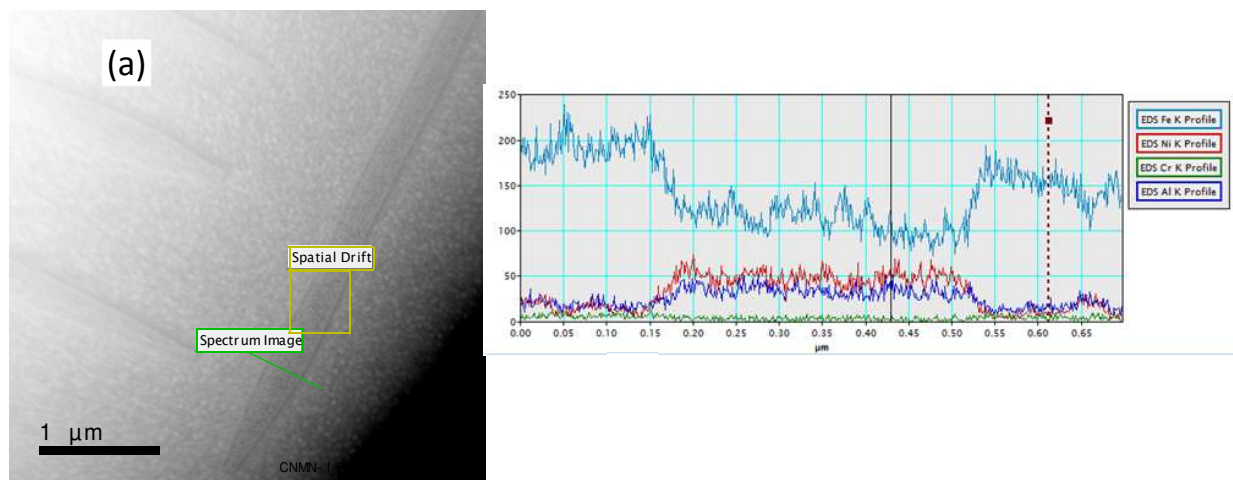 (a)
Spatial Drift
Spectrum Image
1 μm
250
200
150
100
50
0
0.00 0.05 0.10 0.15 0.20 0.25 0.30 0.35 0.40 0.45 0.50 0.55 0.60 0.65
μm
EDS Fe K Profile
EDS Ni K Profile
EDS Cr K Profile
EDS Al K Profile